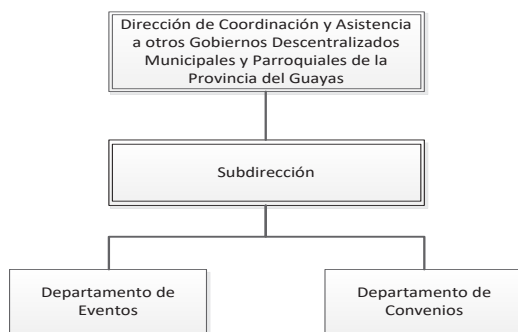 Dirección de Coordinación y Asistencia
a otros Gobiernos Descentralizados
Municipales y Parroquiales de la
Provincia del Guayas
Subdirección
Departamento de
Eventos
Departamento de
Convenios